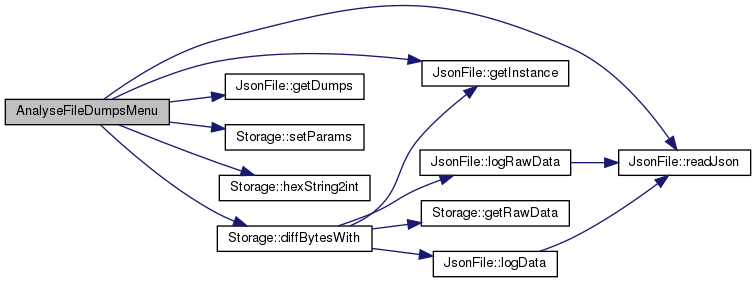 AnalyseFileDumpsMenu
JsonFile::getInstance
JsonFile::getDumps
Storage::setParams
Storage::hexString2int
Storage::diffBytesWith
JsonFile::logRawData
Storage::getRawData
JsonFile::logData
JsonFile::readJson